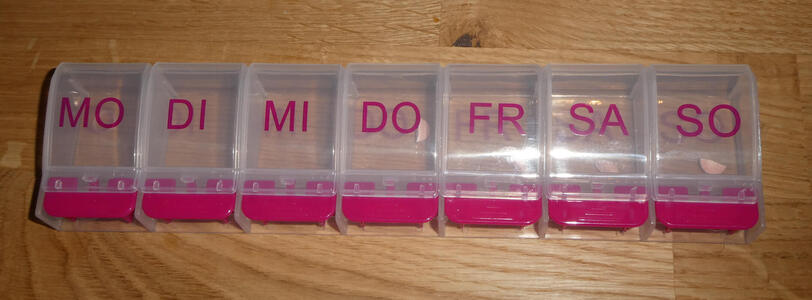 MO DI MI DO FR SA SO